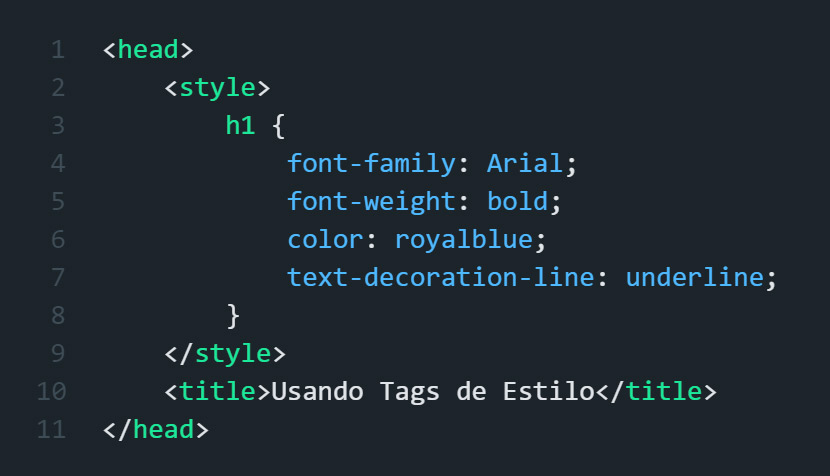 1 <head>
2 <style>
3 h1 {
4 font-family: Arial;
5 font-weight: bold;
6 color: royalblue;
7 text-decoration-line: underline;
8 }
9 </style>
10 <title>Usando Tags de Estilo</title>
11 </head>